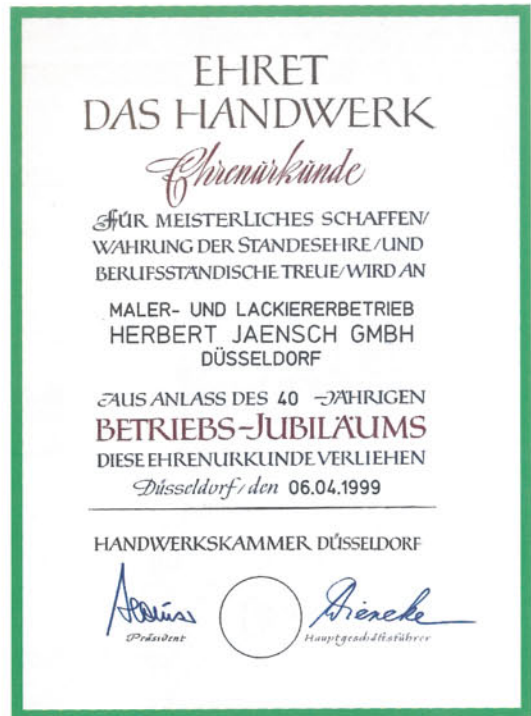 EHRET
DAS HANDWERK
Ehrenurkunde
FÜR MEISTERLICHES SCHAFFEN/
WAHRUNG DER STANDESEHRE/UND
BERUFSSTÄNDISCHE TREUE/WIRD AN
MALER- UND LACKIERERBETRIEB
HERBERT JAENSCH GMBH
DÜSSELDORF
AUS ANLASS DES 40 -JÄHRIGEN
BETRIEBS-JUBILÄUMS
DIESE EHRENURKUNDE VERLIEHEN
Düsseldorf/den 06.04.1999
HANDWERKSKAMMER DÜSSELDORF
Dieneke
Präsident Hauptgeschäftsführer